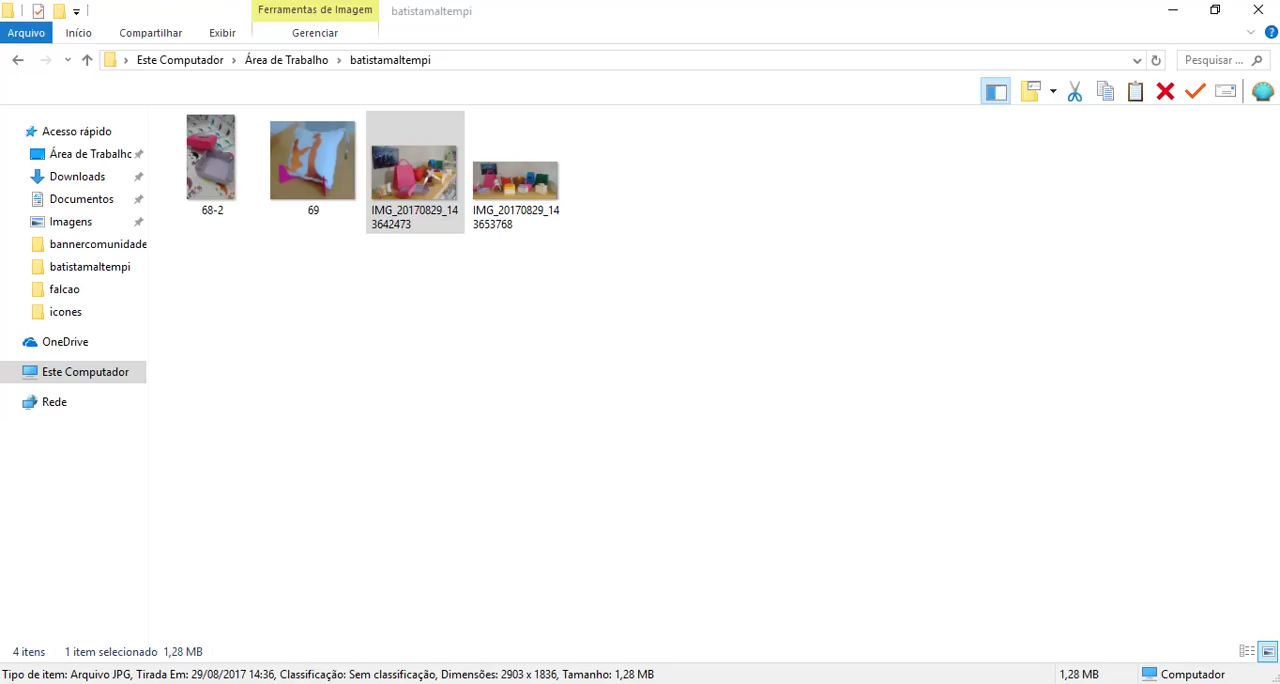 Ferramentas de Imagem
batistamaltempi
Arquivo
Início
Compartilhar
Exibir
Gerenciar
Este Computador
Área de Trabalho
batistamaltempi
Pesquisar ...
Acesso rápido
Área de Trabalhc
Downloads
Documentos
Imagens
bannercomunidade
batistamaltempi
falcao
icones
OneDrive
Este Computador
Rede
68-2
69
IMG_20170829_14
3642473
IMG_20170829_14
3653768
4 itens
1 item selecionado 1,28 MB
Tipo de item: Arquivo JPG, Tirada Em: 29/08/2017 14:36, Classificação: Sem classificação, Dimensões: 2903 x 1836, Tamanho: 1,28 MB
1,28 MB
Computador